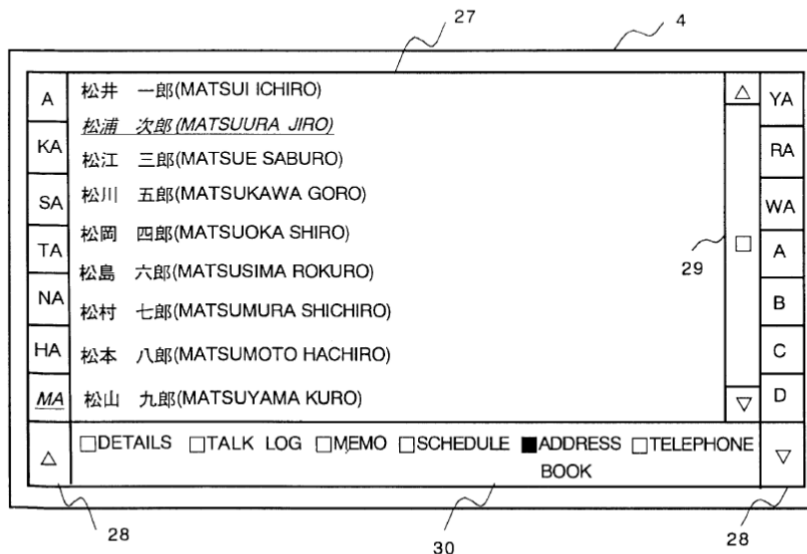 27
4
A
KA
SA
TA
NA
HA
MA
松井　一郎(MATSUI ICHIRO)
松浦　次郎(MATSUURA JIRO)
松江　三郎(MATSUE SABURO)
松川　五郎(MATSUKAWA GORO)
松岡　四郎(MATSUOKA SHIRO)
松島　六郎(MATSUSIMA ROKURO)
松村　七郎(MATSUMURA SHICHIRO)
松本　八郎(MATSUMOTO HACHIRO)
松山　九郎(MATSUYAMA KURO)
29
YA
RA
WA
A
B
C
D
△
□
▽
△
□DETAILS □TALK LOG □MEMO □SCHEDULE ■ADDRESS □TELEPHONE
BOOK
▽
28
30
28